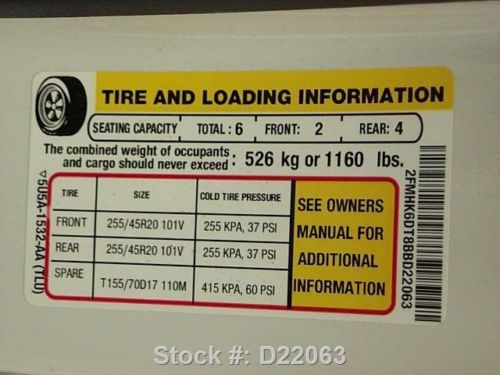 TIRE AND LOADING INFORMATION
SEATING CAPACITY TOTAL: 6 FRONT: 2 REAR: 4
The combined weight of occupants and cargo should never exceed: 526 kg or 1160 lbs.
TIRE SIZE COLD TIRE PRESSURE
FRONT 255/45R20 101V 255 KPA, 37 PSI
REAR 255/45R20 101V 255 KPA, 37 PSI
SPARE T155/70D17 110M 415 KPA, 60 PSI
SEE OWNERS
MANUAL FOR
ADDITIONAL
INFORMATION
▽5U5A-1532-AA (TLU)
2FMHK6DT8BBD22063
Stock #: D22063